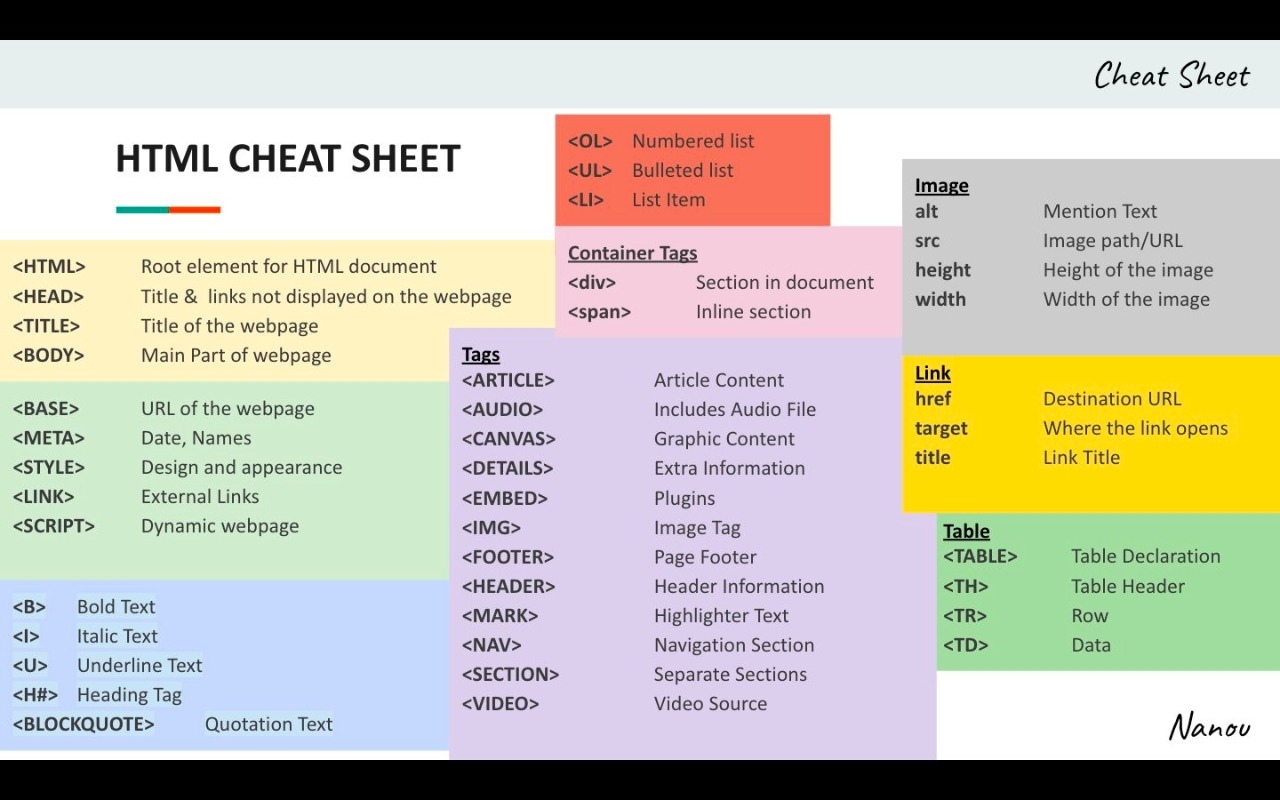 Cheat Sheet
HTML CHEAT SHEET
<HTML> Root element for HTML document
<HEAD> Title &  links not displayed on the webpage
<TITLE> Title of the webpage
<BODY> Main Part of webpage
<BASE> URL of the webpage
<META> Date, Names
<STYLE> Design and appearance
<LINK> External Links
<SCRIPT> Dynamic webpage
<B> Bold Text
<I> Italic Text
<U> Underline Text
<H#> Heading Tag
<BLOCKQUOTE> Quotation Text
<OL> Numbered list
<UL> Bulleted list
<LI> List Item
Container Tags
<div> Section in document
<span> Inline section
Tags
<ARTICLE> Article Content
<AUDIO> Includes Audio File
<CANVAS> Graphic Content
<DETAILS> Extra Information
<EMBED> Plugins
<IMG> Image Tag
<FOOTER> Page Footer
<HEADER> Header Information
<MARK> Highlighter Text
<NAV> Navigation Section
<SECTION> Separate Sections
<VIDEO> Video Source
Image
alt Mention Text
src Image path/URL
height Height of the image
width Width of the image
Link
href Destination URL
target Where the link opens
title Link Title
Table
<TABLE> Table Declaration
<TH> Table Header
<TR> Row
<TD> Data
Nanou